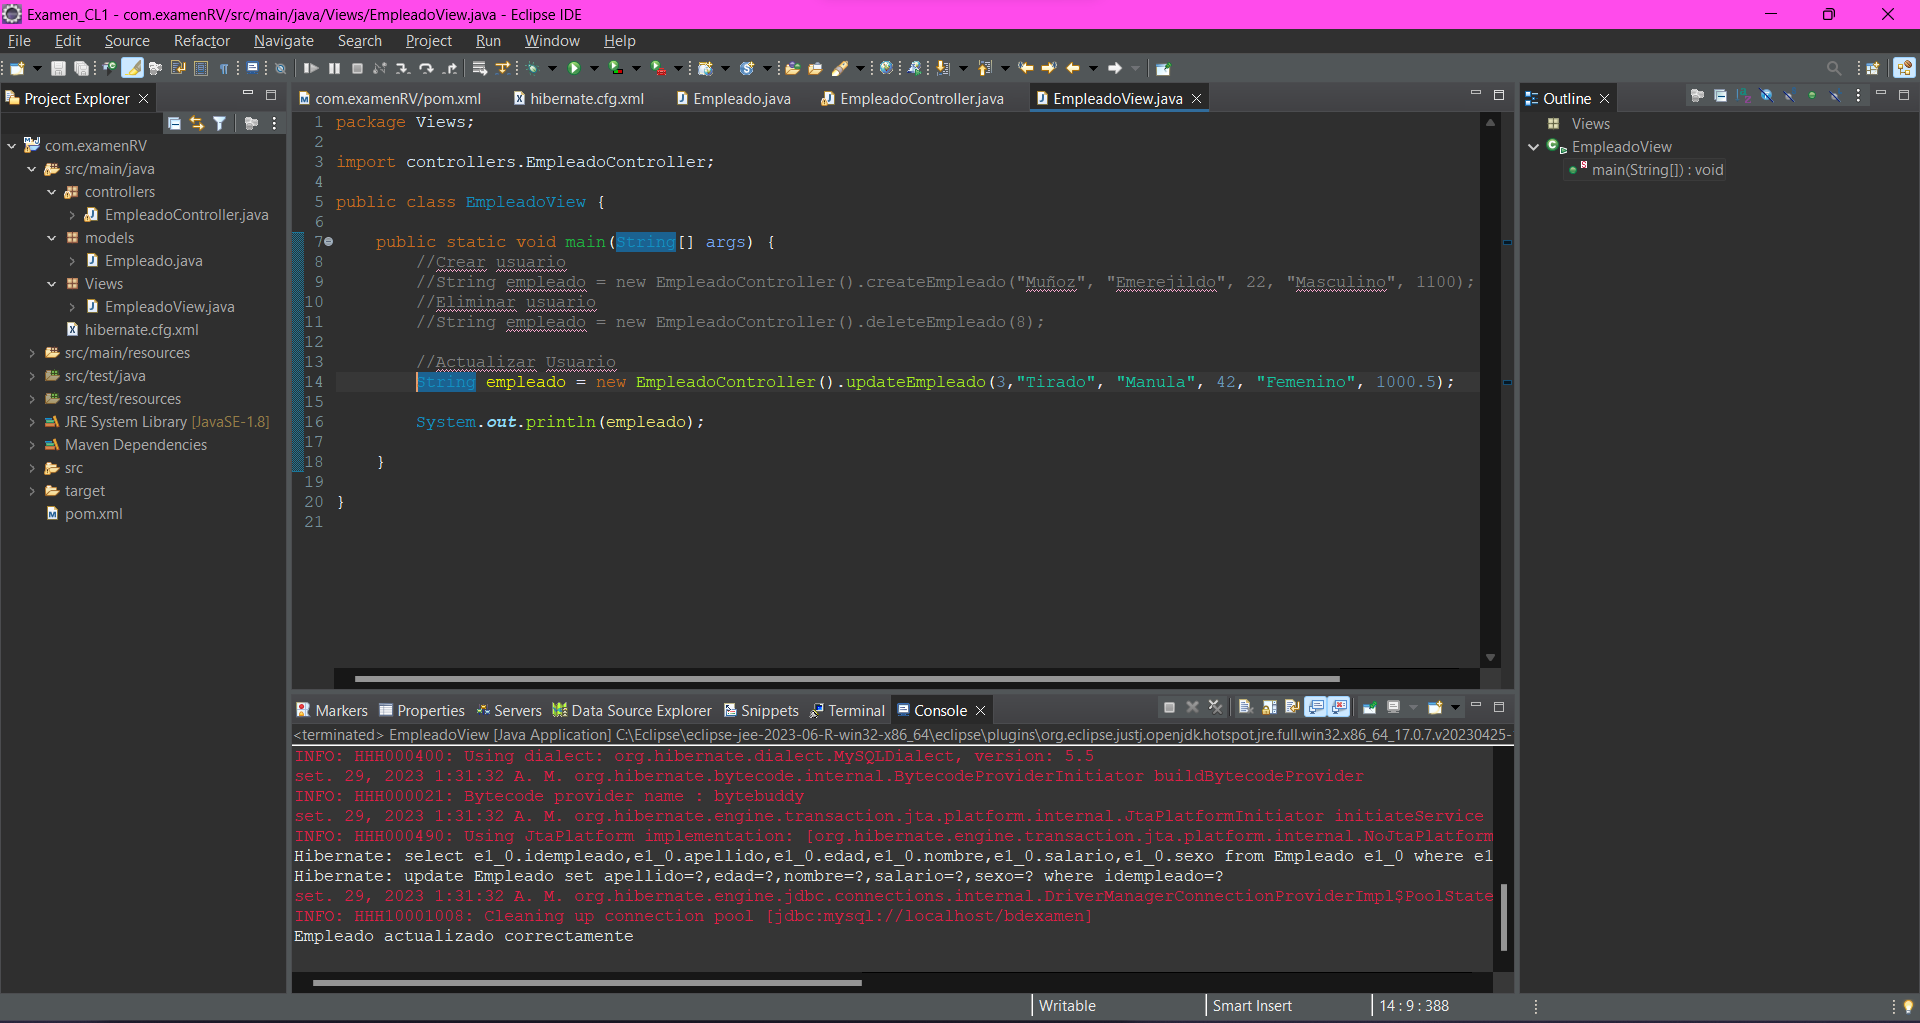 Examen_CL1 - com.examenRV/src/main/java/Views/EmpleadoView.java - Eclipse IDE
File Edit Source Refactor Navigate Search Project Run Window Help
Project Explorer
com.examenRV
src/main/java
controllers
EmpleadoController.java
models
Empleado.java
Views
EmpleadoView.java
hibernate.cfg.xml
src/main/resources
src/test/java
src/test/resources
JRE System Library [JavaSE-1.8]
Maven Dependencies
src
target
pom.xml
com.examenRV/pom.xml hibernate.cfg.xml Empleado.java EmpleadoController.java EmpleadoView.java
1 package Views;
2
3 import controllers.EmpleadoController;
4
5 public class EmpleadoView {
6
7 public static void main(String[] args) {
8 //Crear usuario
9 //String empleado = new EmpleadoController().createEmpleado("Muñoz", "Emerejildo", 22, "Masculino", 1100);
10 //Eliminar usuario
11 //String empleado = new EmpleadoController().deleteEmpleado(8);
12
13 //Actualizar Usuario
14 String empleado = new EmpleadoController().updateEmpleado(3,"Tirado", "Manula", 42, "Femenino", 1000.5);
15
16 System.out.println(empleado);
17
18 }
19
20 }
21
Outline
Views
EmpleadoView
main(String[]) : void
Markers Properties Servers Data Source Explorer Snippets Terminal Console
<terminated> EmpleadoView [Java Application] C:\Eclipse\eclipse-jee-2023-06-R-win32-x86_64\eclipse\plugins\org.eclipse.justj.openjdk.hotspot.jre.full.win32.x86_64_17.0.7.v20230425-
INFO: HHH000400: Using dialect: org.hibernate.dialect.MySQLDialect, version: 5.5
set. 29, 2023 1:31:32 A. M. org.hibernate.bytecode.internal.BytecodeProviderInitiator buildBytecodeProvider
INFO: HHH000021: Bytecode provider name : bytebuddy
set. 29, 2023 1:31:32 A. M. org.hibernate.engine.transaction.jta.platform.internal.JtaPlatformInitiator initiateService
INFO: HHH000490: Using JtaPlatform implementation: [org.hibernate.engine.transaction.jta.platform.internal.NoJtaPlatform
Hibernate: select e1_0.idempleado,e1_0.apellido,e1_0.edad,e1_0.nombre,e1_0.salario,e1_0.sexo from Empleado e1_0 where e1
Hibernate: update Empleado set apellido=?,edad=?,nombre=?,salario=?,sexo=? where idempleado=?
set. 29, 2023 1:31:32 A. M. org.hibernate.engine.jdbc.connections.internal.DriverManagerConnectionProviderImpl$PoolState
INFO: HHH10001008: Cleaning up connection pool [jdbc:mysql://localhost/bdexamen]
Empleado actualizado correctamente
Writable Smart Insert 14 : 9 : 388